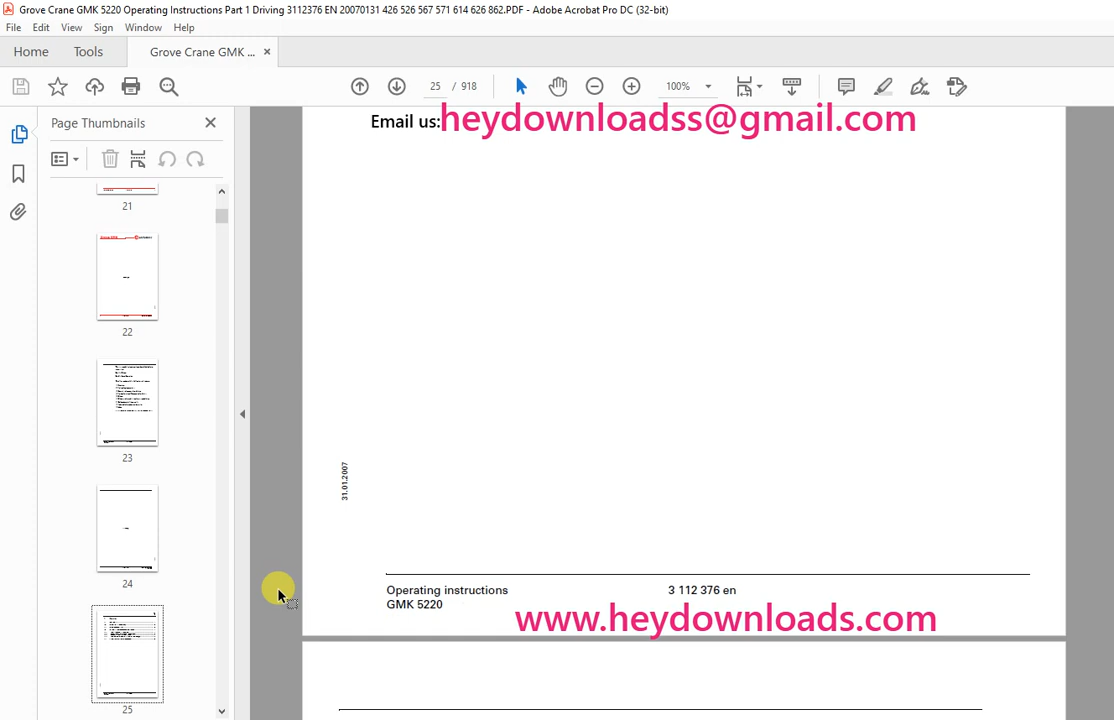 Grove Crane GMK 5220 Operating Instructions Part 1 Driving 3112376 EN 20070131 426 526 567 571 614 626 862.PDF - Adobe Acrobat Pro DC (32-bit)
File Edit View Sign Window Help
Home Tools Grove Crane GMK ... ×
25 / 918 100%
Page Thumbnails
Email us:heydownloadss@gmail.com
21
22
23
24
25
31.01.2007
Operating instructions 3 112 376 en
GMK 5220
www.heydownloads.com